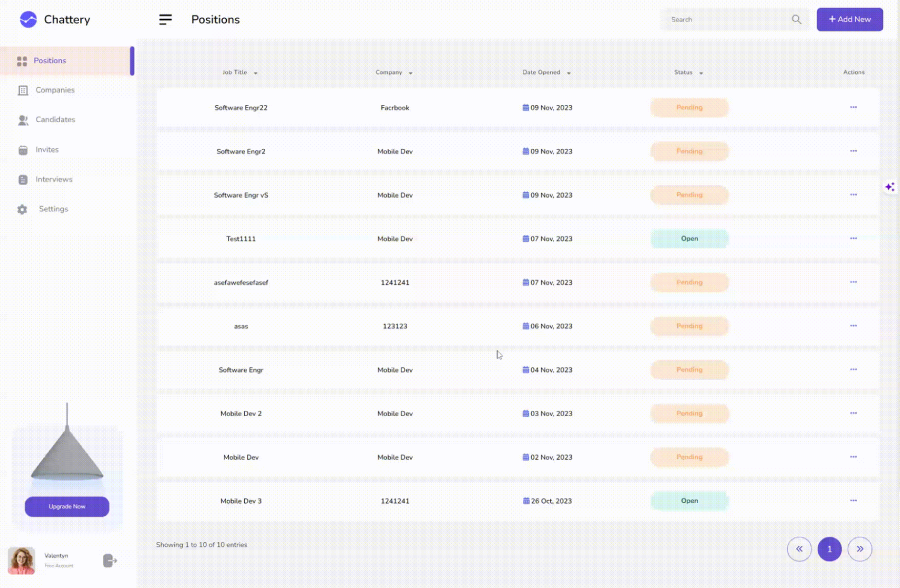 Chattery
Positions
Search
+ Add New
Positions
Companies
Candidates
Invites
Interviews
Settings
Job Title Company Date Opened Status Actions
Software Engr22 Facrbook 09 Nov, 2023 Pending
Software Engr2 Mobile Dev 09 Nov, 2023 Pending
Software Engr vS Mobile Dev 09 Nov, 2023 Pending
Test1111 Mobile Dev 07 Nov, 2023 Open
asefawefesefasef 1241241 07 Nov, 2023 Pending
asas 123123 06 Nov, 2023 Pending
Software Engr Mobile Dev 04 Nov, 2023 Pending
Mobile Dev 2 Mobile Dev 03 Nov, 2023 Pending
Mobile Dev Mobile Dev 02 Nov, 2023 Pending
Mobile Dev 3 1241241 26 Oct, 2023 Open
Upgrade Now
Showing 1 to 10 of 10 entries
1
Valentyn
Free Account